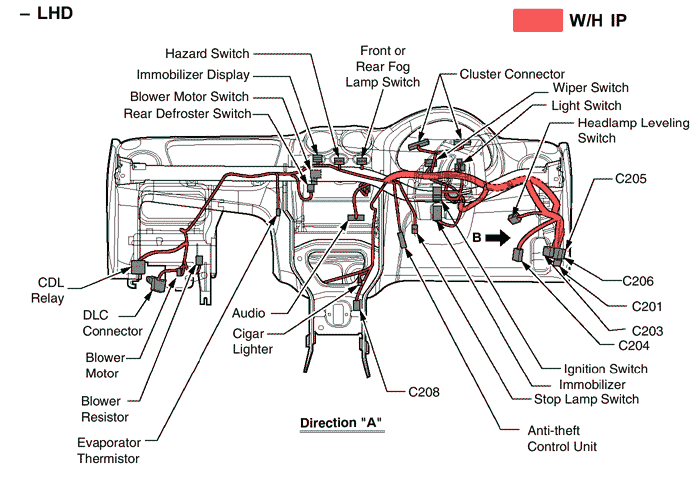 – LHD
W/H IP
Hazard Switch
Immobilizer Display
Blower Motor Switch
Rear Defroster Switch
Front or
Rear Fog
Lamp Switch
Cluster Connector
Wiper Switch
Light Switch
Headlamp Leveling
Switch
C205
B
C206
C201
C203
C204
CDL
Relay
DLC
Connector
Blower
Motor
Blower
Resistor
Evaporator
Thermistor
Audio
Cigar
Lighter
C208
Ignition Switch
Immobilizer
Stop Lamp Switch
Anti-theft
Control Unit
Direction "A"